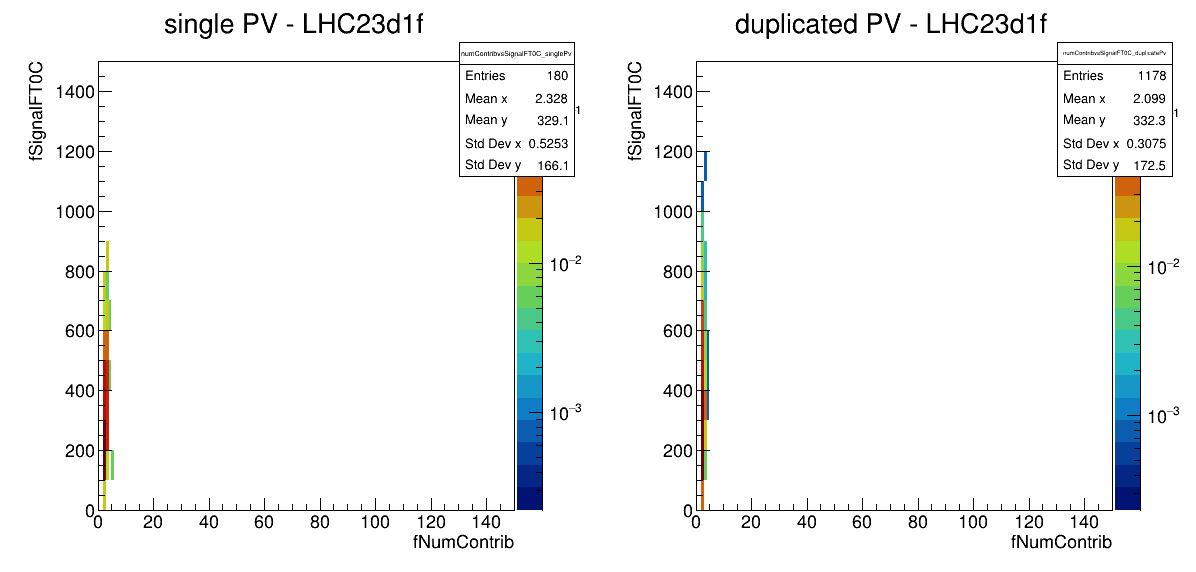 single PV - LHC23d1f
numContribvsSignalFT0C_singlePv
Entries 180
Mean x 2.328
Mean y 329.1
Std Dev x 0.5253
Std Dev y 166.1
fSignalFT0C
1400
1200
1000
800
600
400
200
0
0 20 40 60 80 100 120 140
fNumContrib
1
10−2
10−3
duplicated PV - LHC23d1f
numContribvsSignalFT0C_duplicatePv
Entries 1178
Mean x 2.099
Mean y 332.3
Std Dev x 0.3075
Std Dev y 172.5
fSignalFT0C
1400
1200
1000
800
600
400
200
0
0 20 40 60 80 100 120 140
fNumContrib
1
10−2
10−3